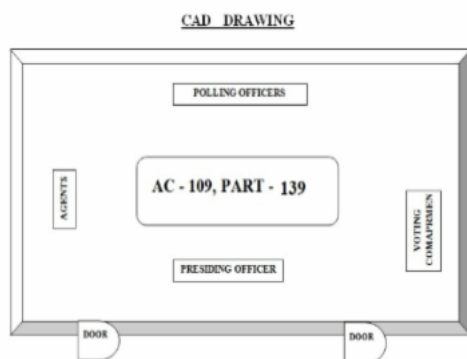 CAD DRAWING
POLLING OFFICERS
AGENTS
AC - 109, PART - 139
VOTING
COMAPRMEN
PRESIDING OFFICER
DOOR
DOOR